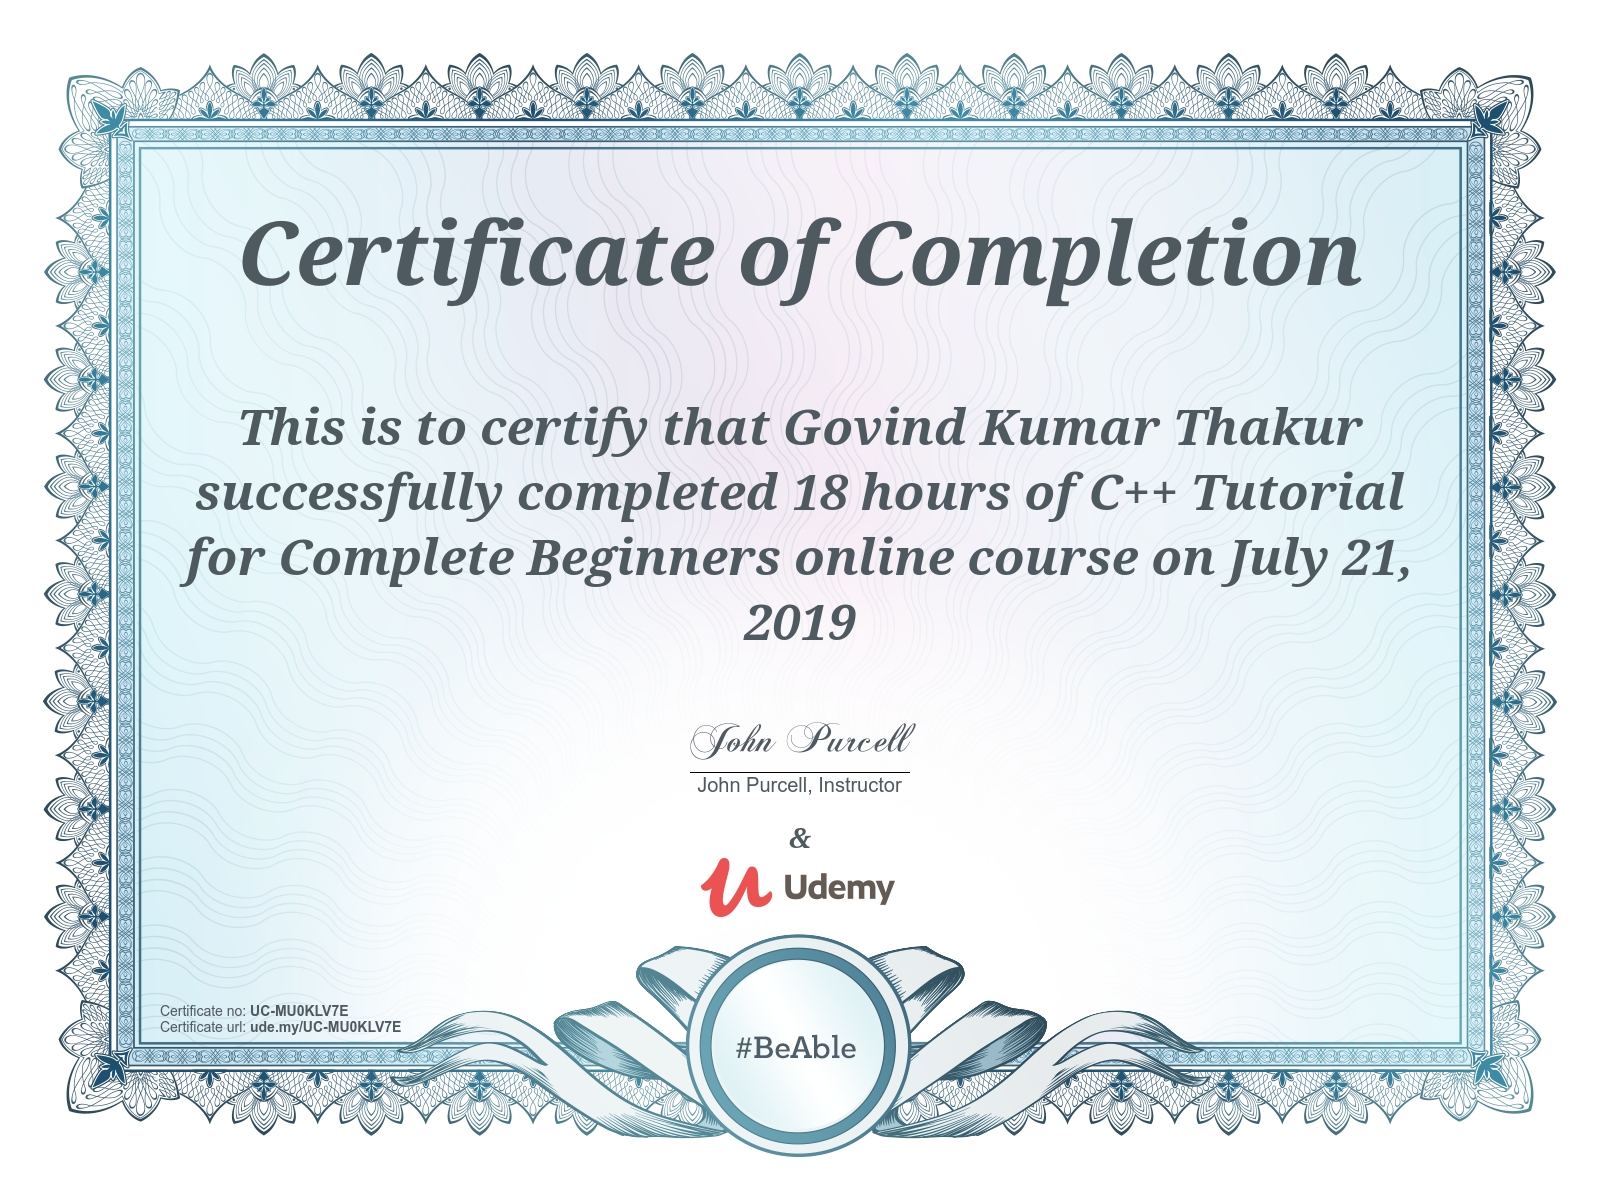 Certificate of Completion
This is to certify that Govind Kumar Thakur
successfully completed 18 hours of C++ Tutorial
for Complete Beginners online course on July 21,
2019
John Purcell
John Purcell, Instructor
&
Udemy
Certificate no: UC-MU0KLV7E
Certificate url: ude.my/UC-MU0KLV7E
#BeAble